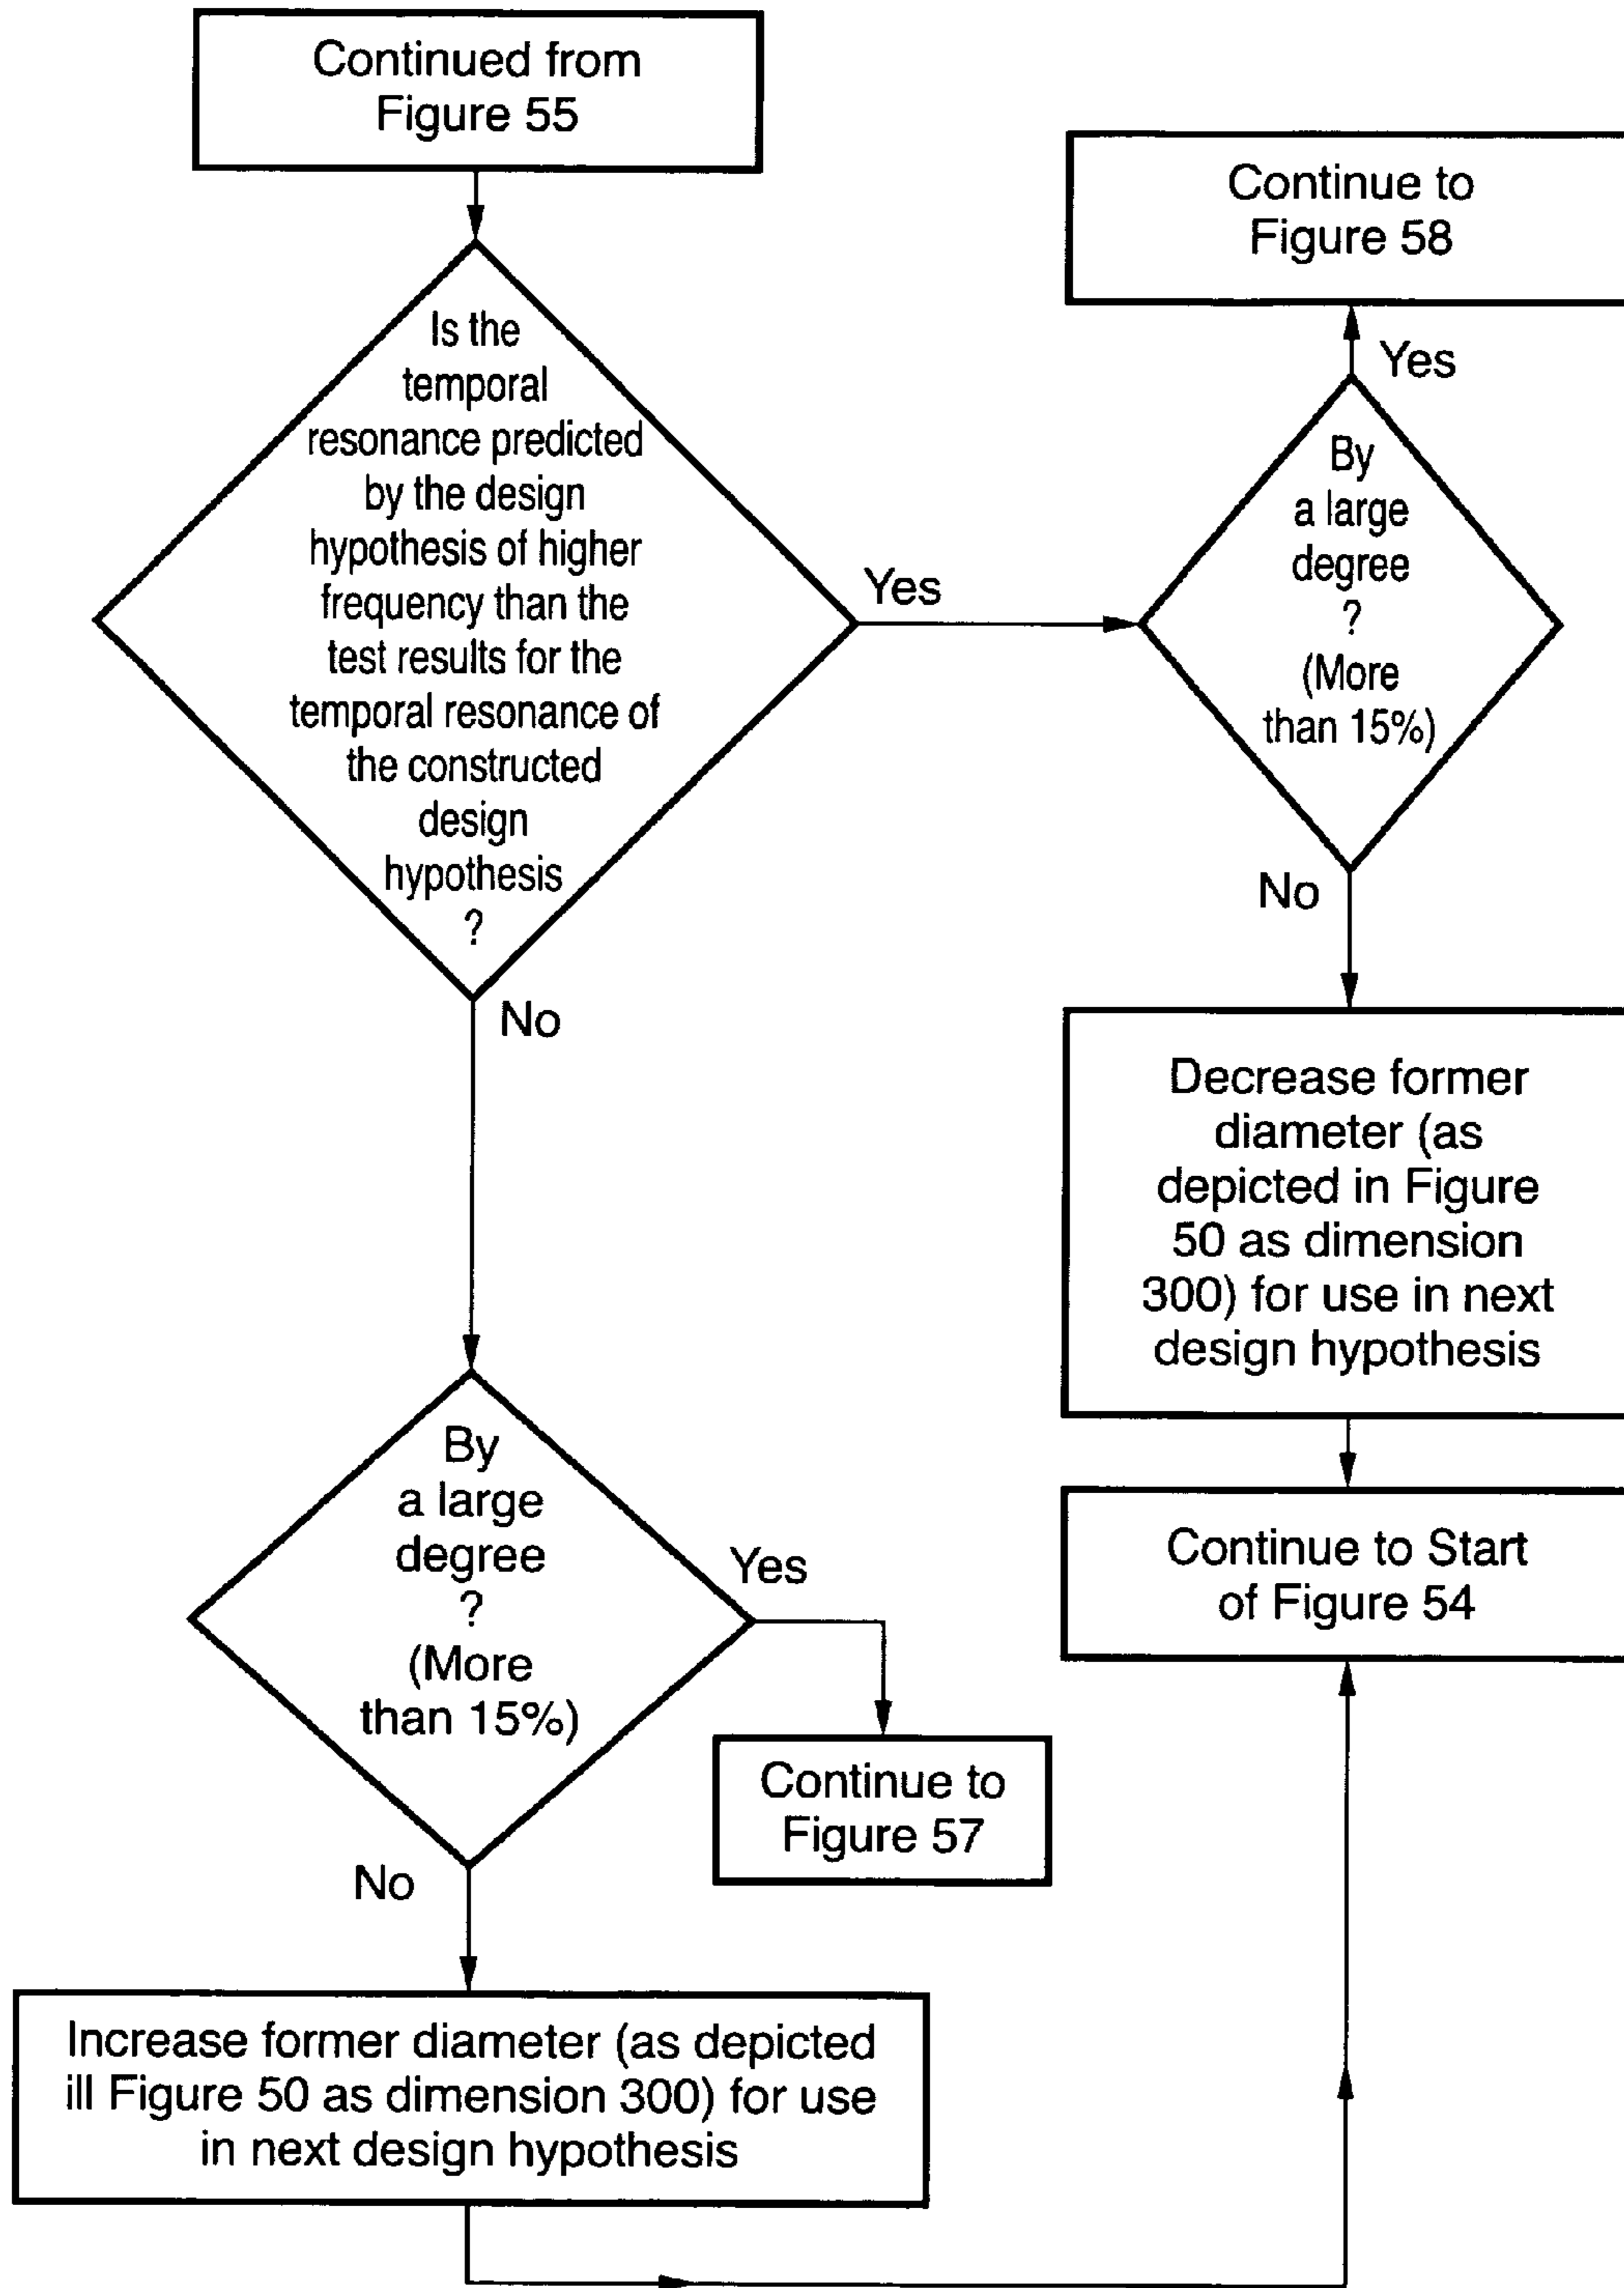 Continued from
Figure 55
Is the
temporal
resonance predicted
by the design
hypothesis of higher
frequency than the
test results for the
temporal resonance of
the constructed
design
hypothesis
?
No
Yes
By
a large
degree
?
(More
than 15%)
Yes
Continue to
Figure 58
No
Decrease former
diameter (as
depicted in Figure
50 as dimension
300) for use in next
design hypothesis
Continue to Start
of Figure 54
By
a large
degree
?
(More
than 15%)
Yes
Continue to
Figure 57
No
Increase former diameter (as depicted
ill Figure 50 as dimension 300) for use
in next design hypothesis